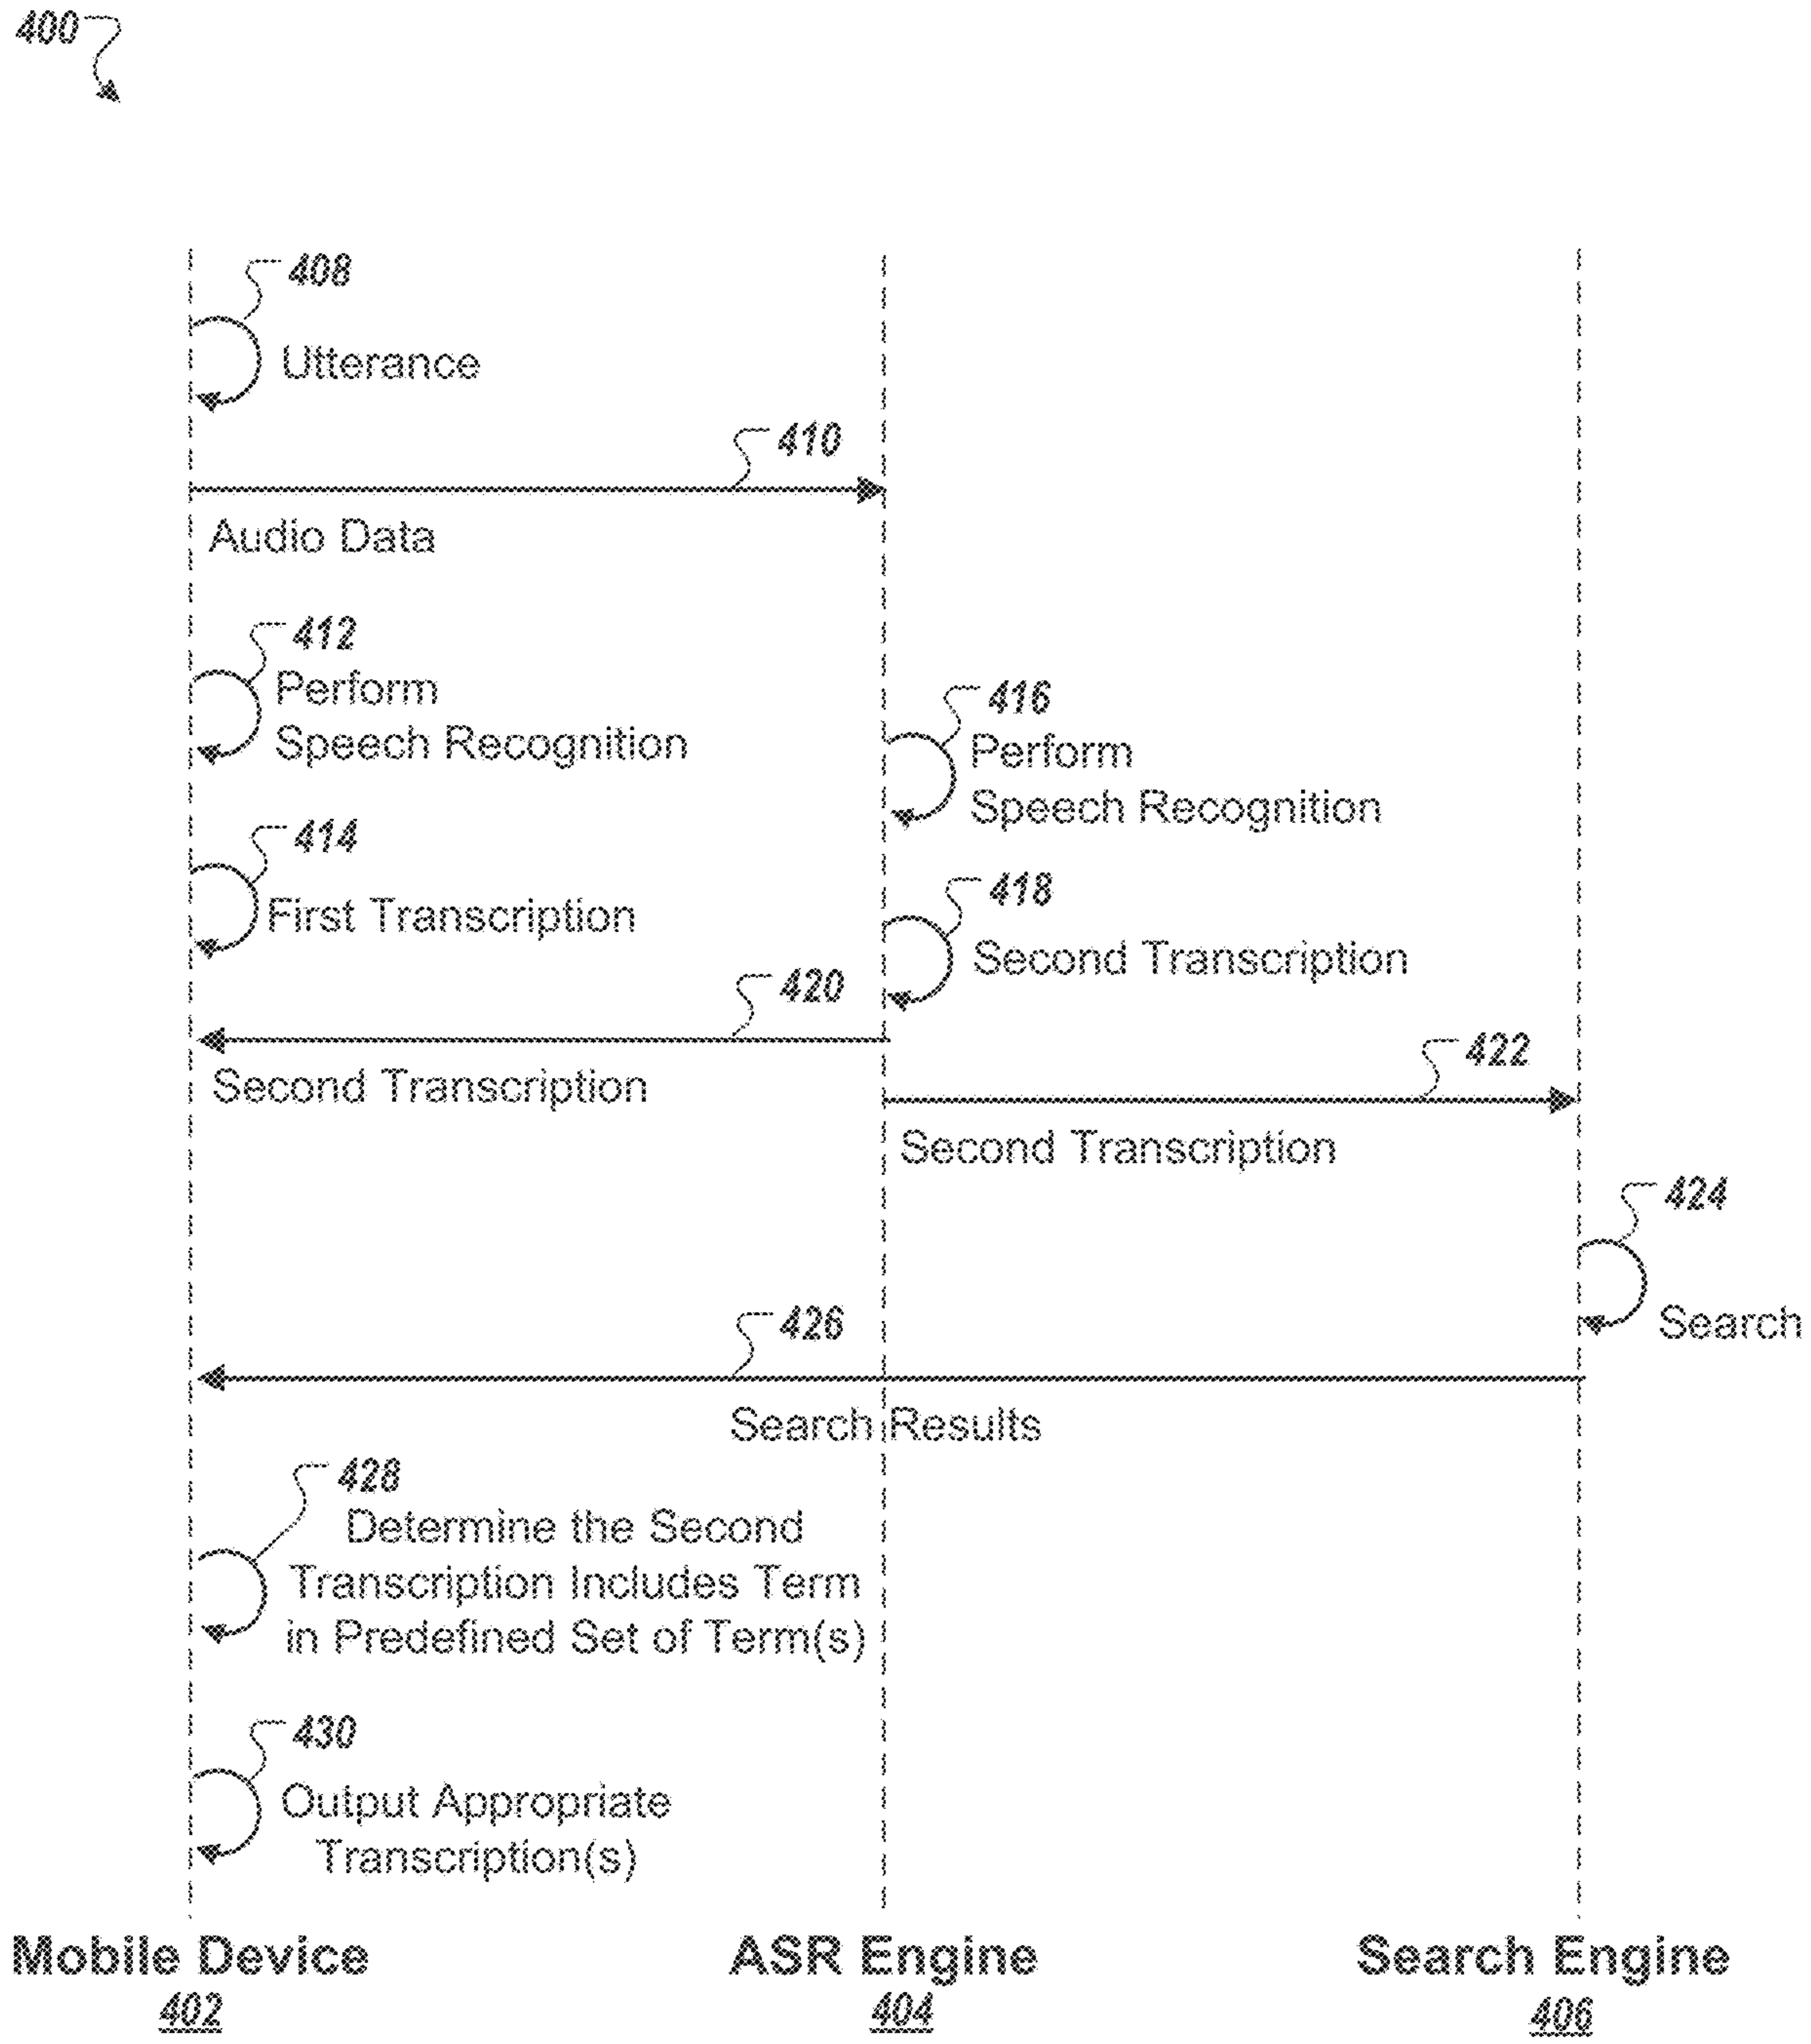 400
408
Utterance
410
Audio Data
412
Perform
Speech Recognition
416
Perform
Speech Recognition
414
First Transcription
418
Second Transcription
420
Second Transcription
422
Second Transcription
424
Search
426
Search Results
428
Determine the Second
Transcription Includes Term
in Predefined Set of Term(s)
430
Output Appropriate
Transcription(s)
Mobile Device
402
ASR Engine
404
Search Engine
406